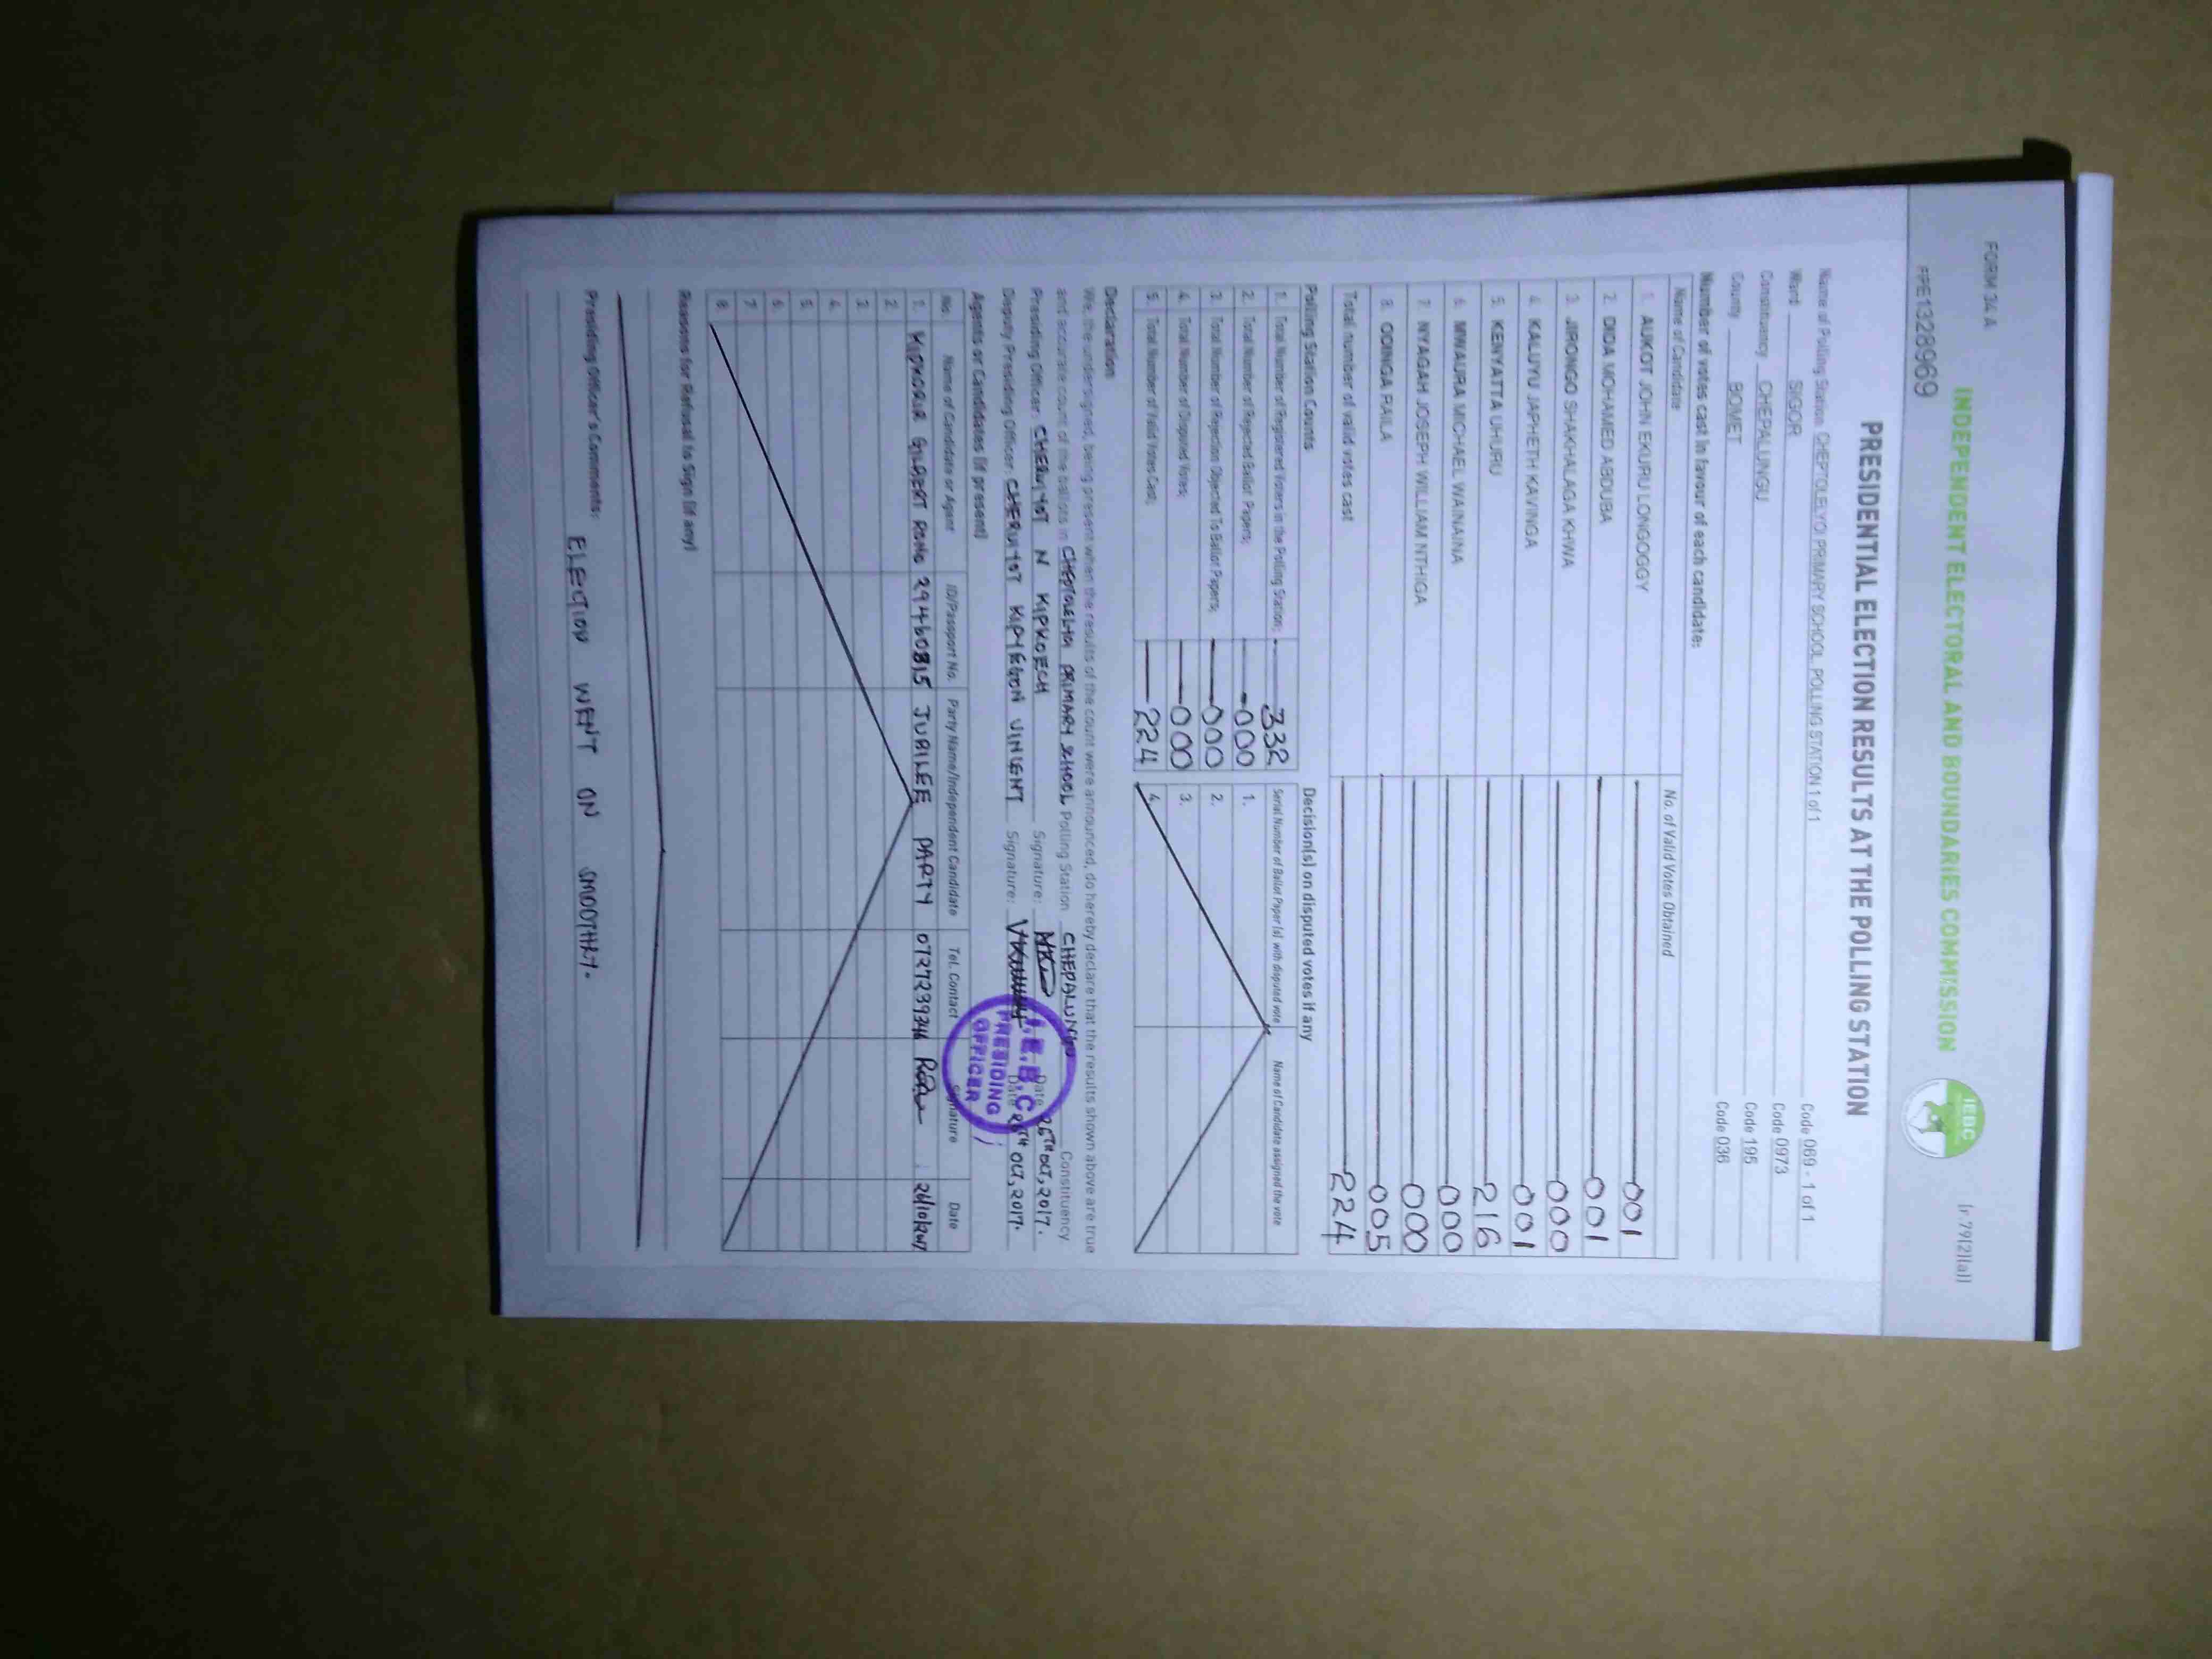 FORM 34 A
[r.79(2)(a)]
INDEPENDENT ELECTORAL AND BOUNDARIES COMMISSION
IEBC
PPE1328969
PRESIDENTIAL ELECTION RESULTS AT THE POLLING STATION
Name of Polling Station CHEPTOLELYO PRIMARY SCHOOL POLLING STATION 1 of 1 Code 069 - 1 of 1
Ward SIGOR Code 0973
Constituency CHEPALUNGU Code 195
County BOMET Code 036
Number of votes cast in favour of each candidate:
Name of Candidate No. of Valid Votes Obtained
1. AUKOT JOHN EKURU LONGOGGY 001
2. DIDA MOHAMED ABDUBA 001
3. JIRONGO SHAKHALAGA KHWA 000
4. KALUYU JAPHETH KAVINGA 001
5. KENYATTA UHURU 216
6. MWAURA MICHAEL WAINAINA 000
7. NYAGAH JOSEPH WILLIAM NTHIGA 000
8. ODINGA RAILA 005
Total number of valid votes cast 224
Polling Station Counts
1. Total Number of Registered Voters in the Polling Station; 332
2. Total Number of Rejected Ballot Papers; 000
3. Total Number of Rejection Objected To Ballot Papers; 000
4. Total Number of Disputed Votes; 000
5. Total Number of Valid Votes Cast; 224
Decision(s) on disputed votes if any
Serial Number of Ballot Paper (s) with disputed vote Name of Candidate assigned the vote
1.
2.
3.
4.
Declaration
We, the undersigned, being present when the results of the count were announced, do hereby declare that the results shown above are true
and accurate count of the ballots in CHEPTOLELYO PRIMARY SCHOOL Polling Station CHEPALUNGU Constituency
Presiding Officer: CHERUIYOT N KIPKOECH Signature: Date 26TH OCT, 2017.
Deputy Presiding Officer: CHERUIYOT KIPYEGON VINCENT Signature: Date 26TH OCT, 2017.
I.E.B.C
PRESIDING
OFFICER
Agents or Candidates (if present)
No. Name of Candidate or Agent ID/Passport No. Party Name/Independent Candidate Tel. Contact Signature Date
1. KIPKORIR GILBERT RONO 29460815 JUBILEE PARTY 0727239346 26/10/2017
2.
3.
4.
5.
6.
7.
8.
Reasons for Refusal to Sign (if any)
Presiding Officer's Comments:
ELECTION WENT ON SMOOTHLY.